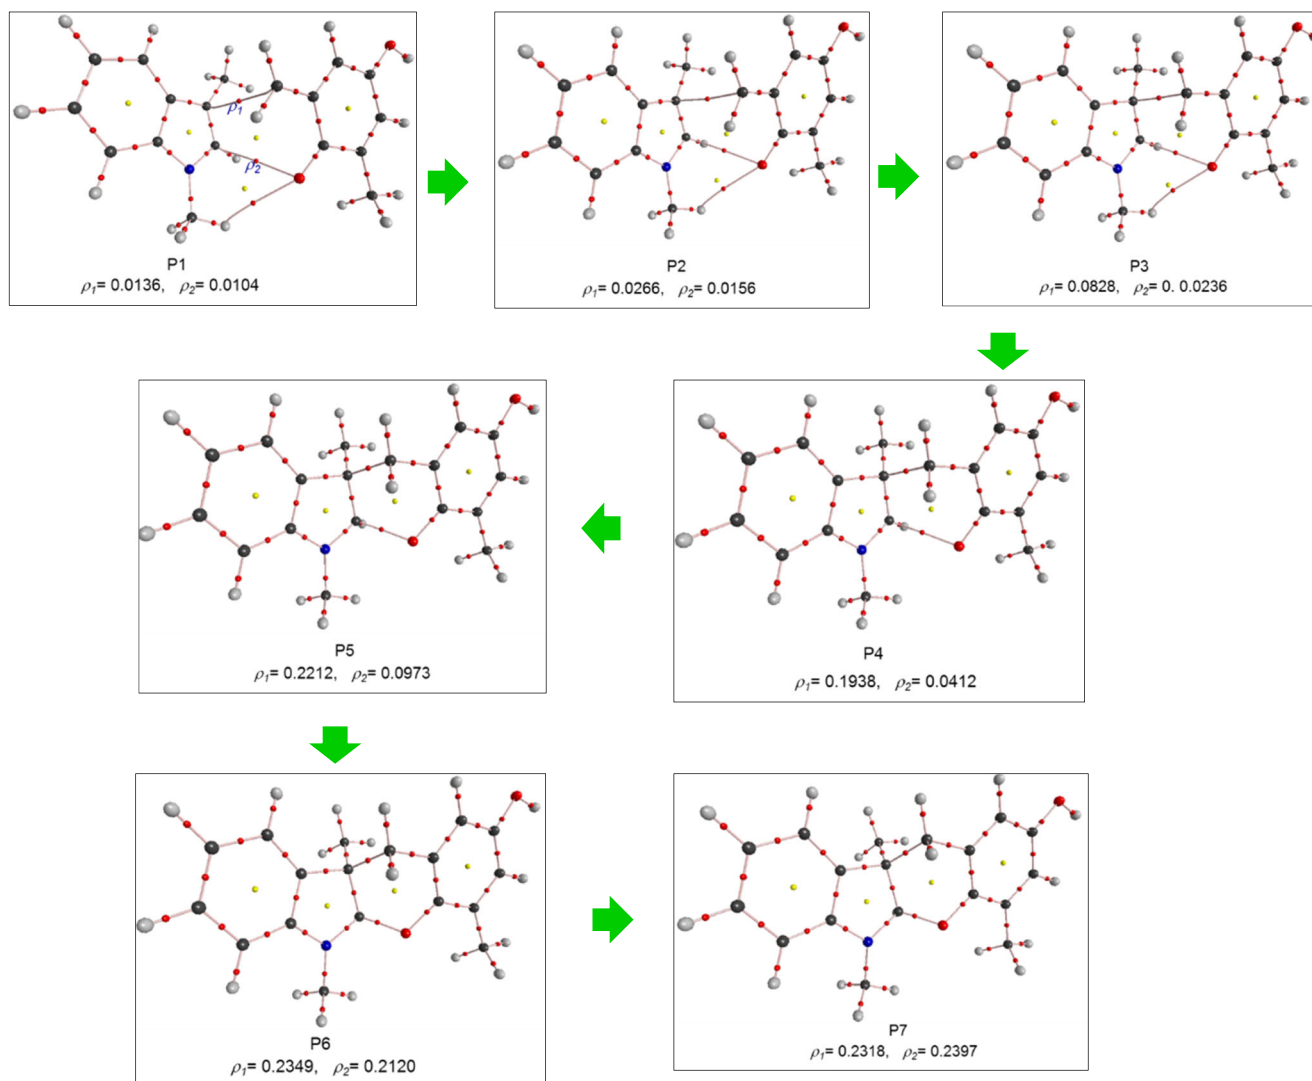 ρ1
ρ2
P1
ρ1= 0.0136, ρ2= 0.0104
P2
ρ1= 0.0266, ρ2= 0.0156
P3
ρ1= 0.0828, ρ2= 0. 0.0236
P4
ρ1= 0.1938, ρ2= 0.0412
P5
ρ1= 0.2212, ρ2= 0.0973
P6
ρ1= 0.2349, ρ2= 0.2120
P7
ρ1= 0.2318, ρ2= 0.2397